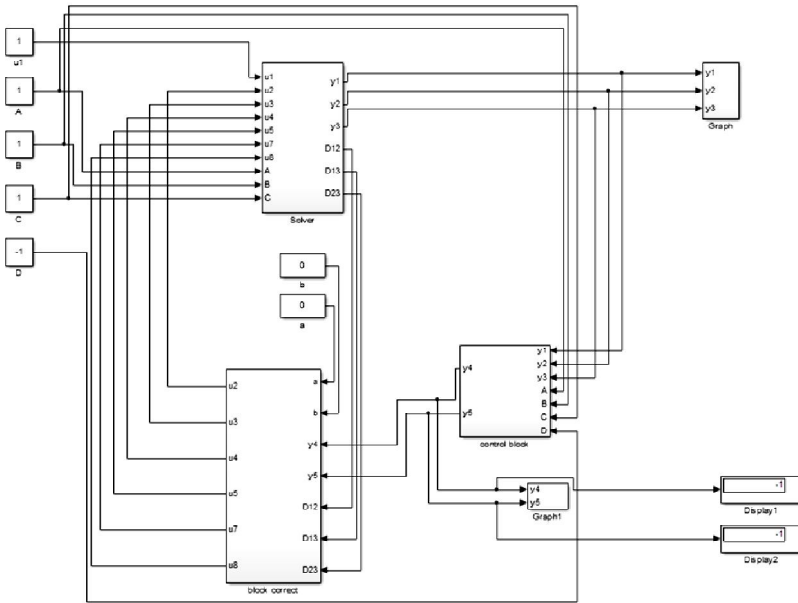 1
u1
1
A
1
B
1
C
-1
D
u1
u2
u3
u4
u5
u7
u8
A
B
C
y1
y2
y3
D12
D13
D23
Solver
y1
y2
y3
Graph
0
b
0
a
u2
u3
u4
u5
u7
u8
a
b
y4
y5
D12
D13
D23
block correct
y4
y5
y1
y2
y3
A
B
C
D
control block
y4
y5
Graph1
-1
Display1
-1
Display2